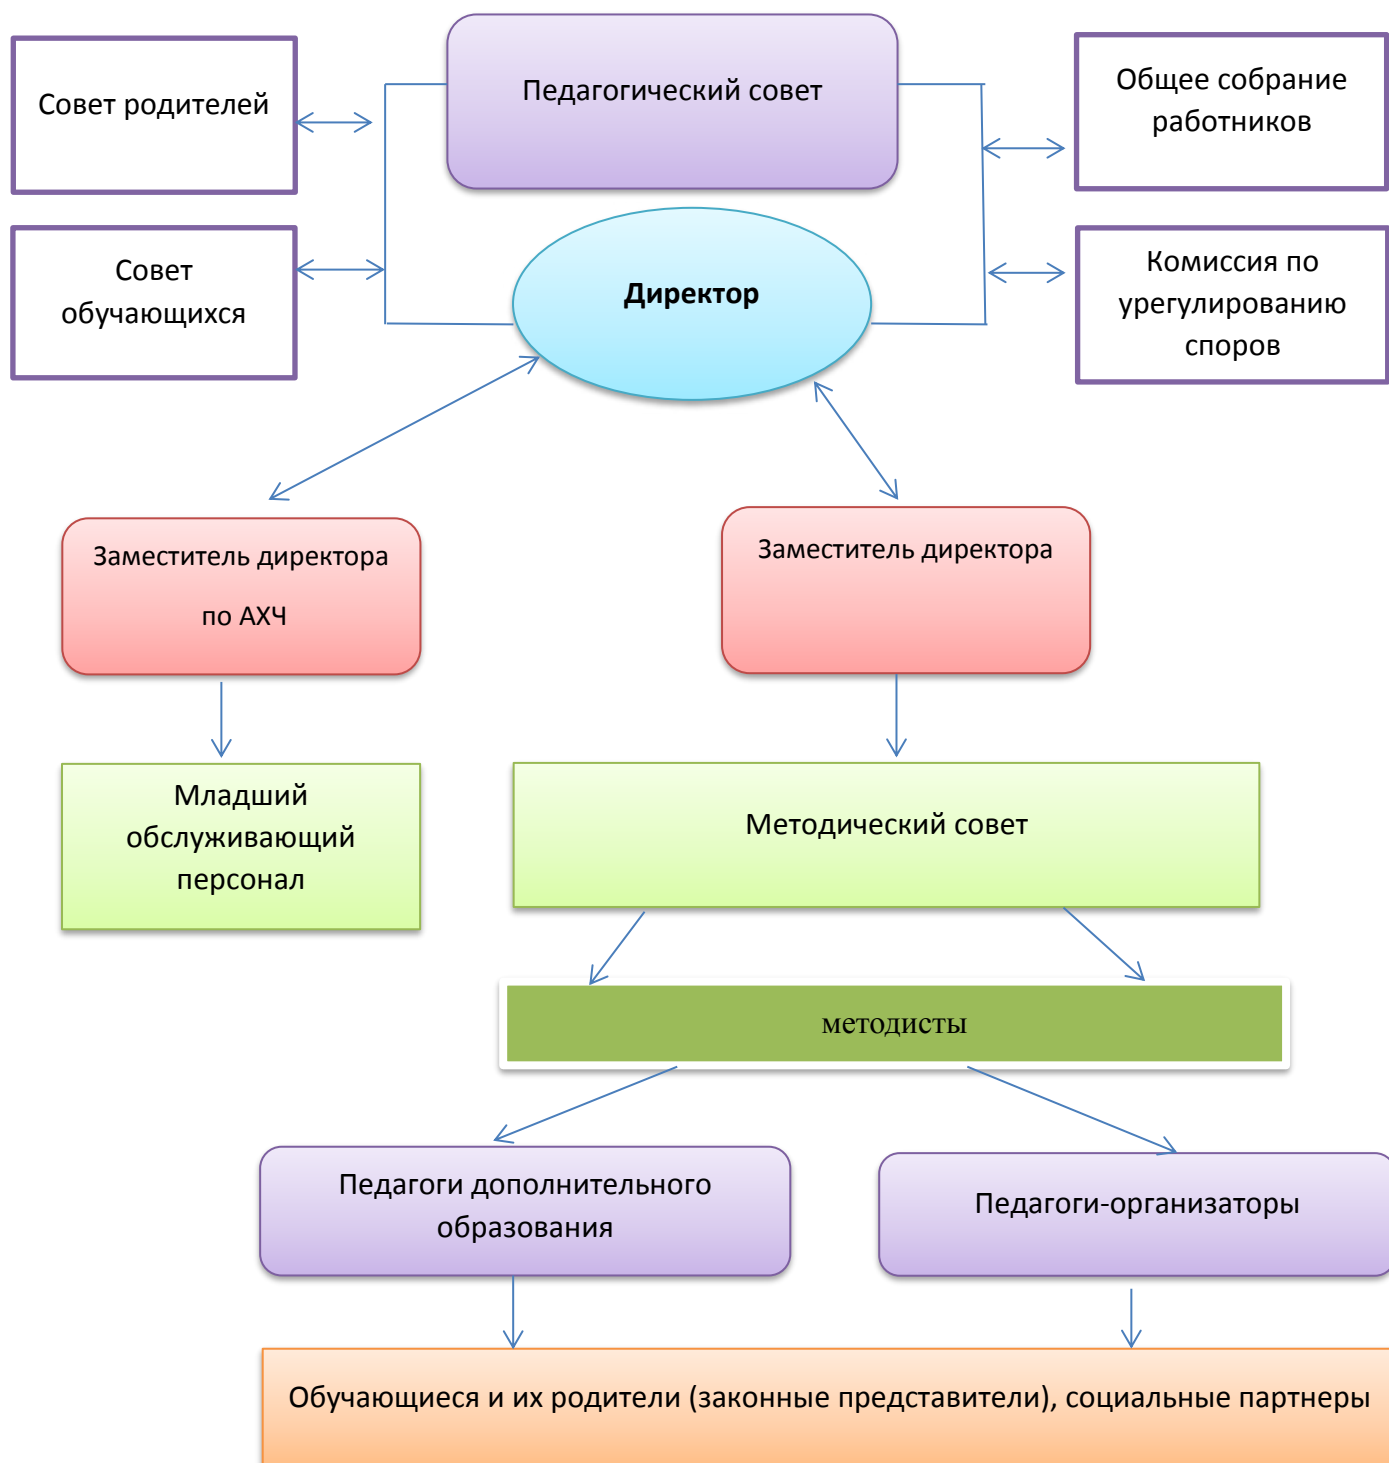 Педагогический совет
Совет родителей
Общее собрание
работников
Совет
обучающихся
Директор
Комиссия по
урегулированию
споров
Заместитель директора
по АХЧ
Заместитель директора
Младший
обслуживающий
персонал
Методический совет
методисты
Педагоги дополнительного
образования
Педагоги-организаторы
Обучающиеся и их родители (законные представители), социальные партнеры